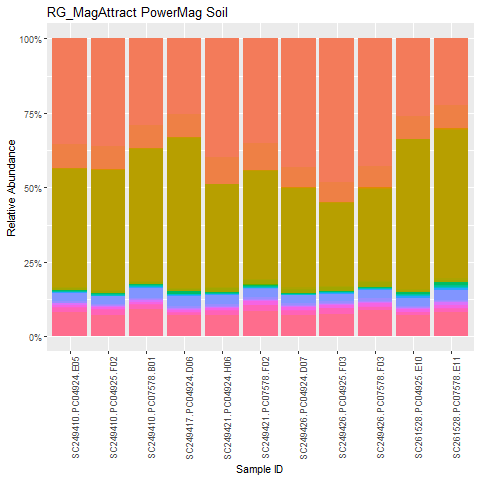 RG_MagAttract PowerMag Soil
100%
75%
50%
25%
0%
Relative Abundance
SC249410.PC04924.E05
SC249410.PC04925.F02
SC249410.PC07578.B01
SC249417.PC04924.D06
SC249421.PC04924.H06
SC249421.PC07578.F02
SC249426.PC04924.D07
SC249426.PC04925.F03
SC249426.PC07578.F03
SC261528.PC04925.E10
SC261528.PC07578.E11
Sample ID